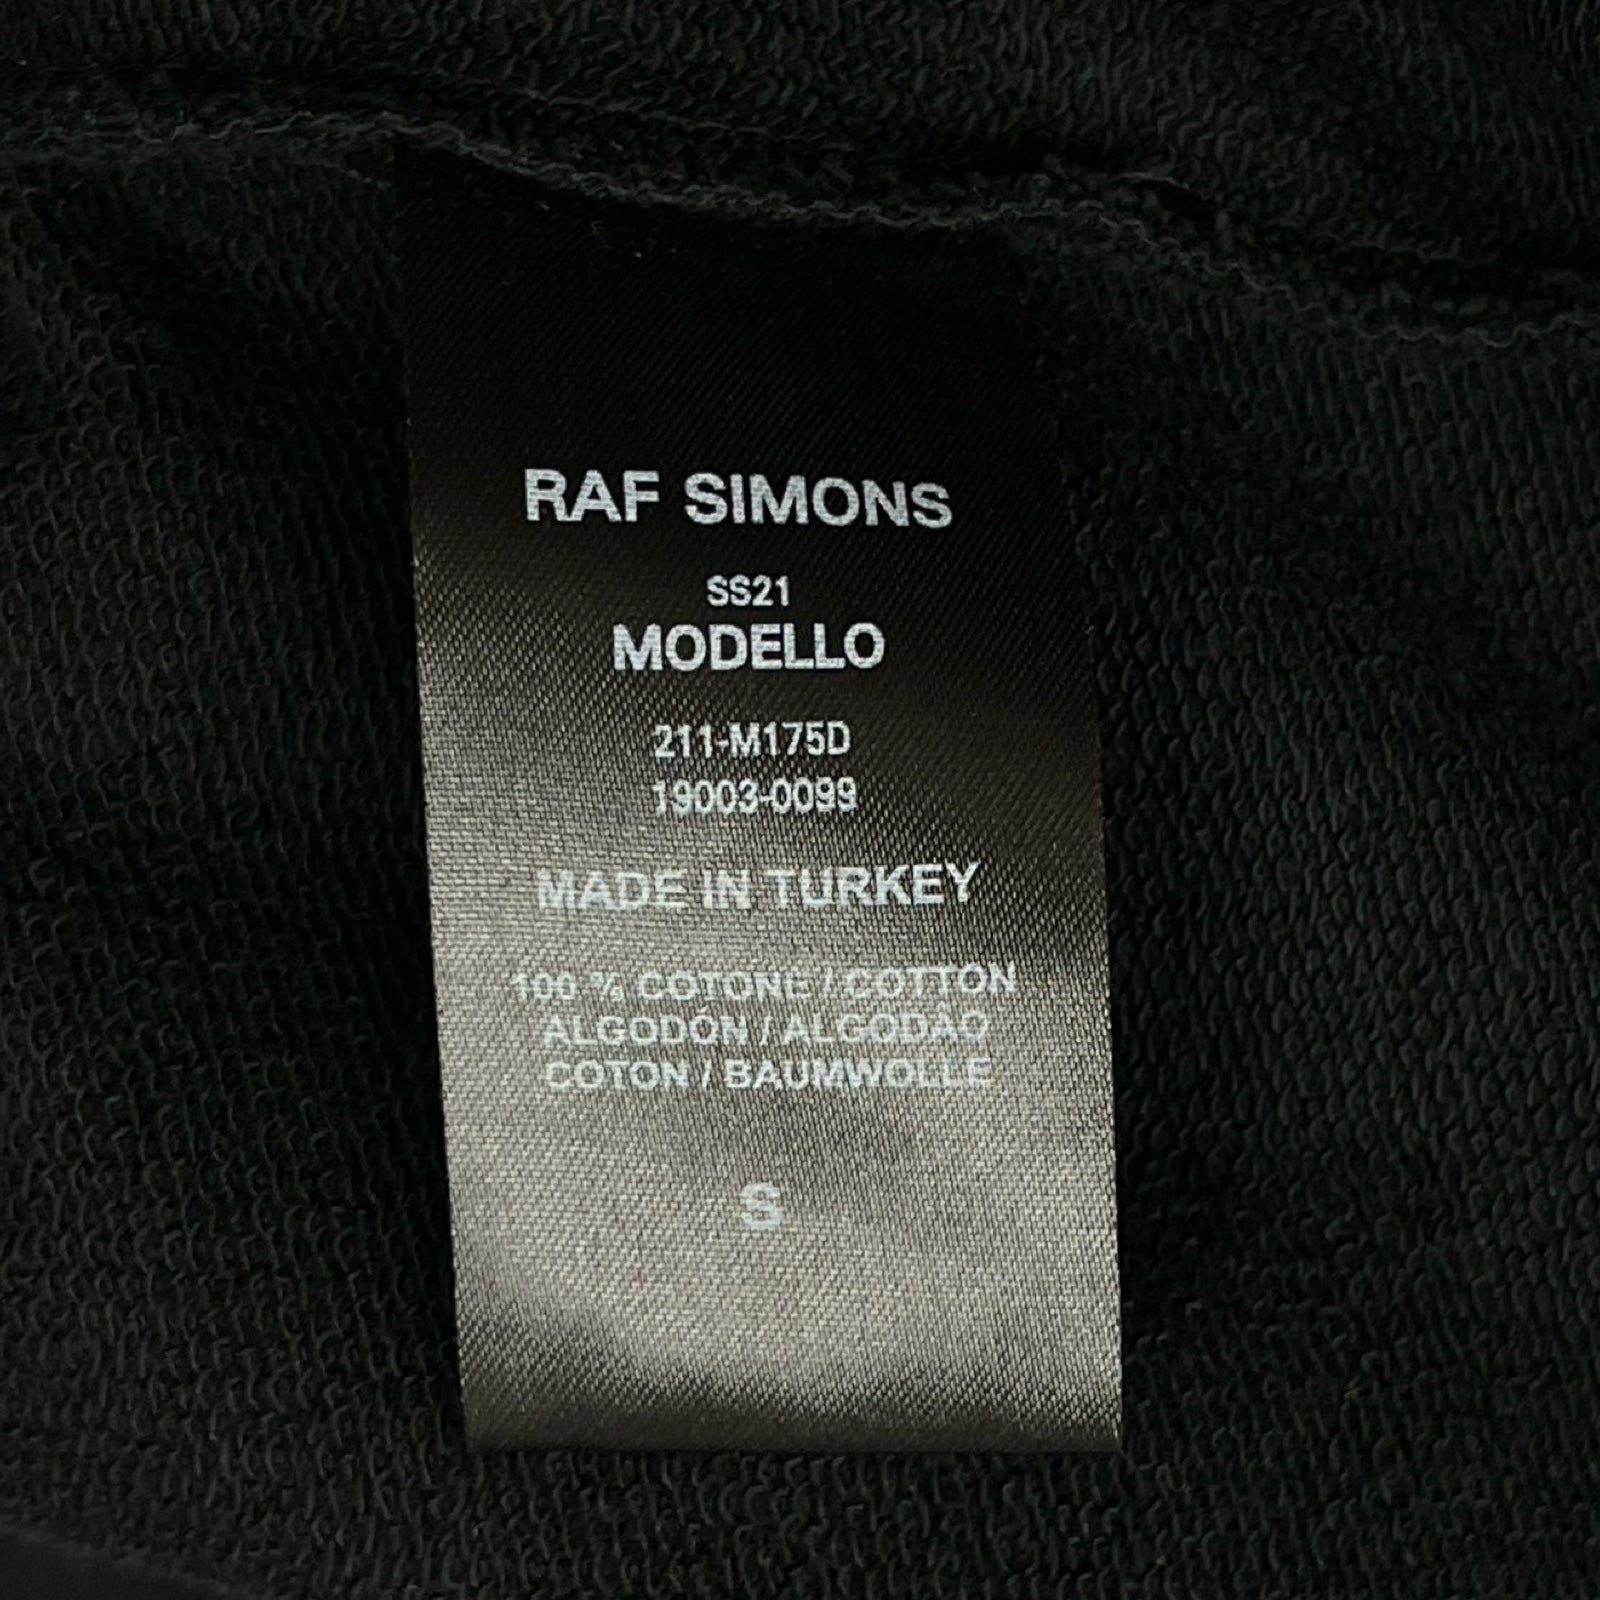 RAF SIMONS
SS21
MODELLO
211-M175D
19003-0099
MADE IN TURKEY
100 % COTONE / COTTON
ALGODÓN / ALGODÃO
COTON / BAUMWOLLE
S